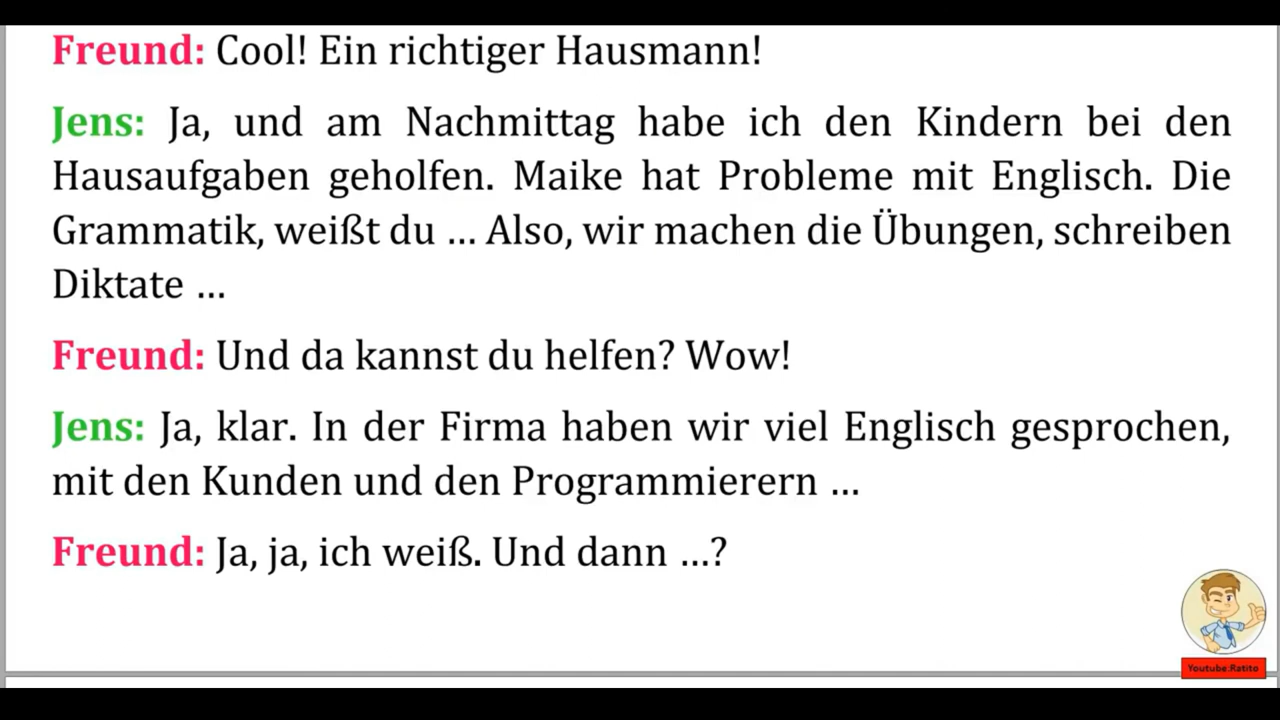 Freund: Cool! Ein richtiger Hausmann!
Jens: Ja, und am Nachmittag habe ich den Kindern bei den
Hausaufgaben geholfen. Maike hat Probleme mit Englisch. Die
Grammatik, weißt du ... Also, wir machen die Übungen, schreiben
Diktate ...
Freund: Und da kannst du helfen? Wow!
Jens: Ja, klar. In der Firma haben wir viel Englisch gesprochen,
mit den Kunden und den Programmierern ...
Freund: Ja, ja, ich weiß. Und dann ...?
Youtube:Ratito